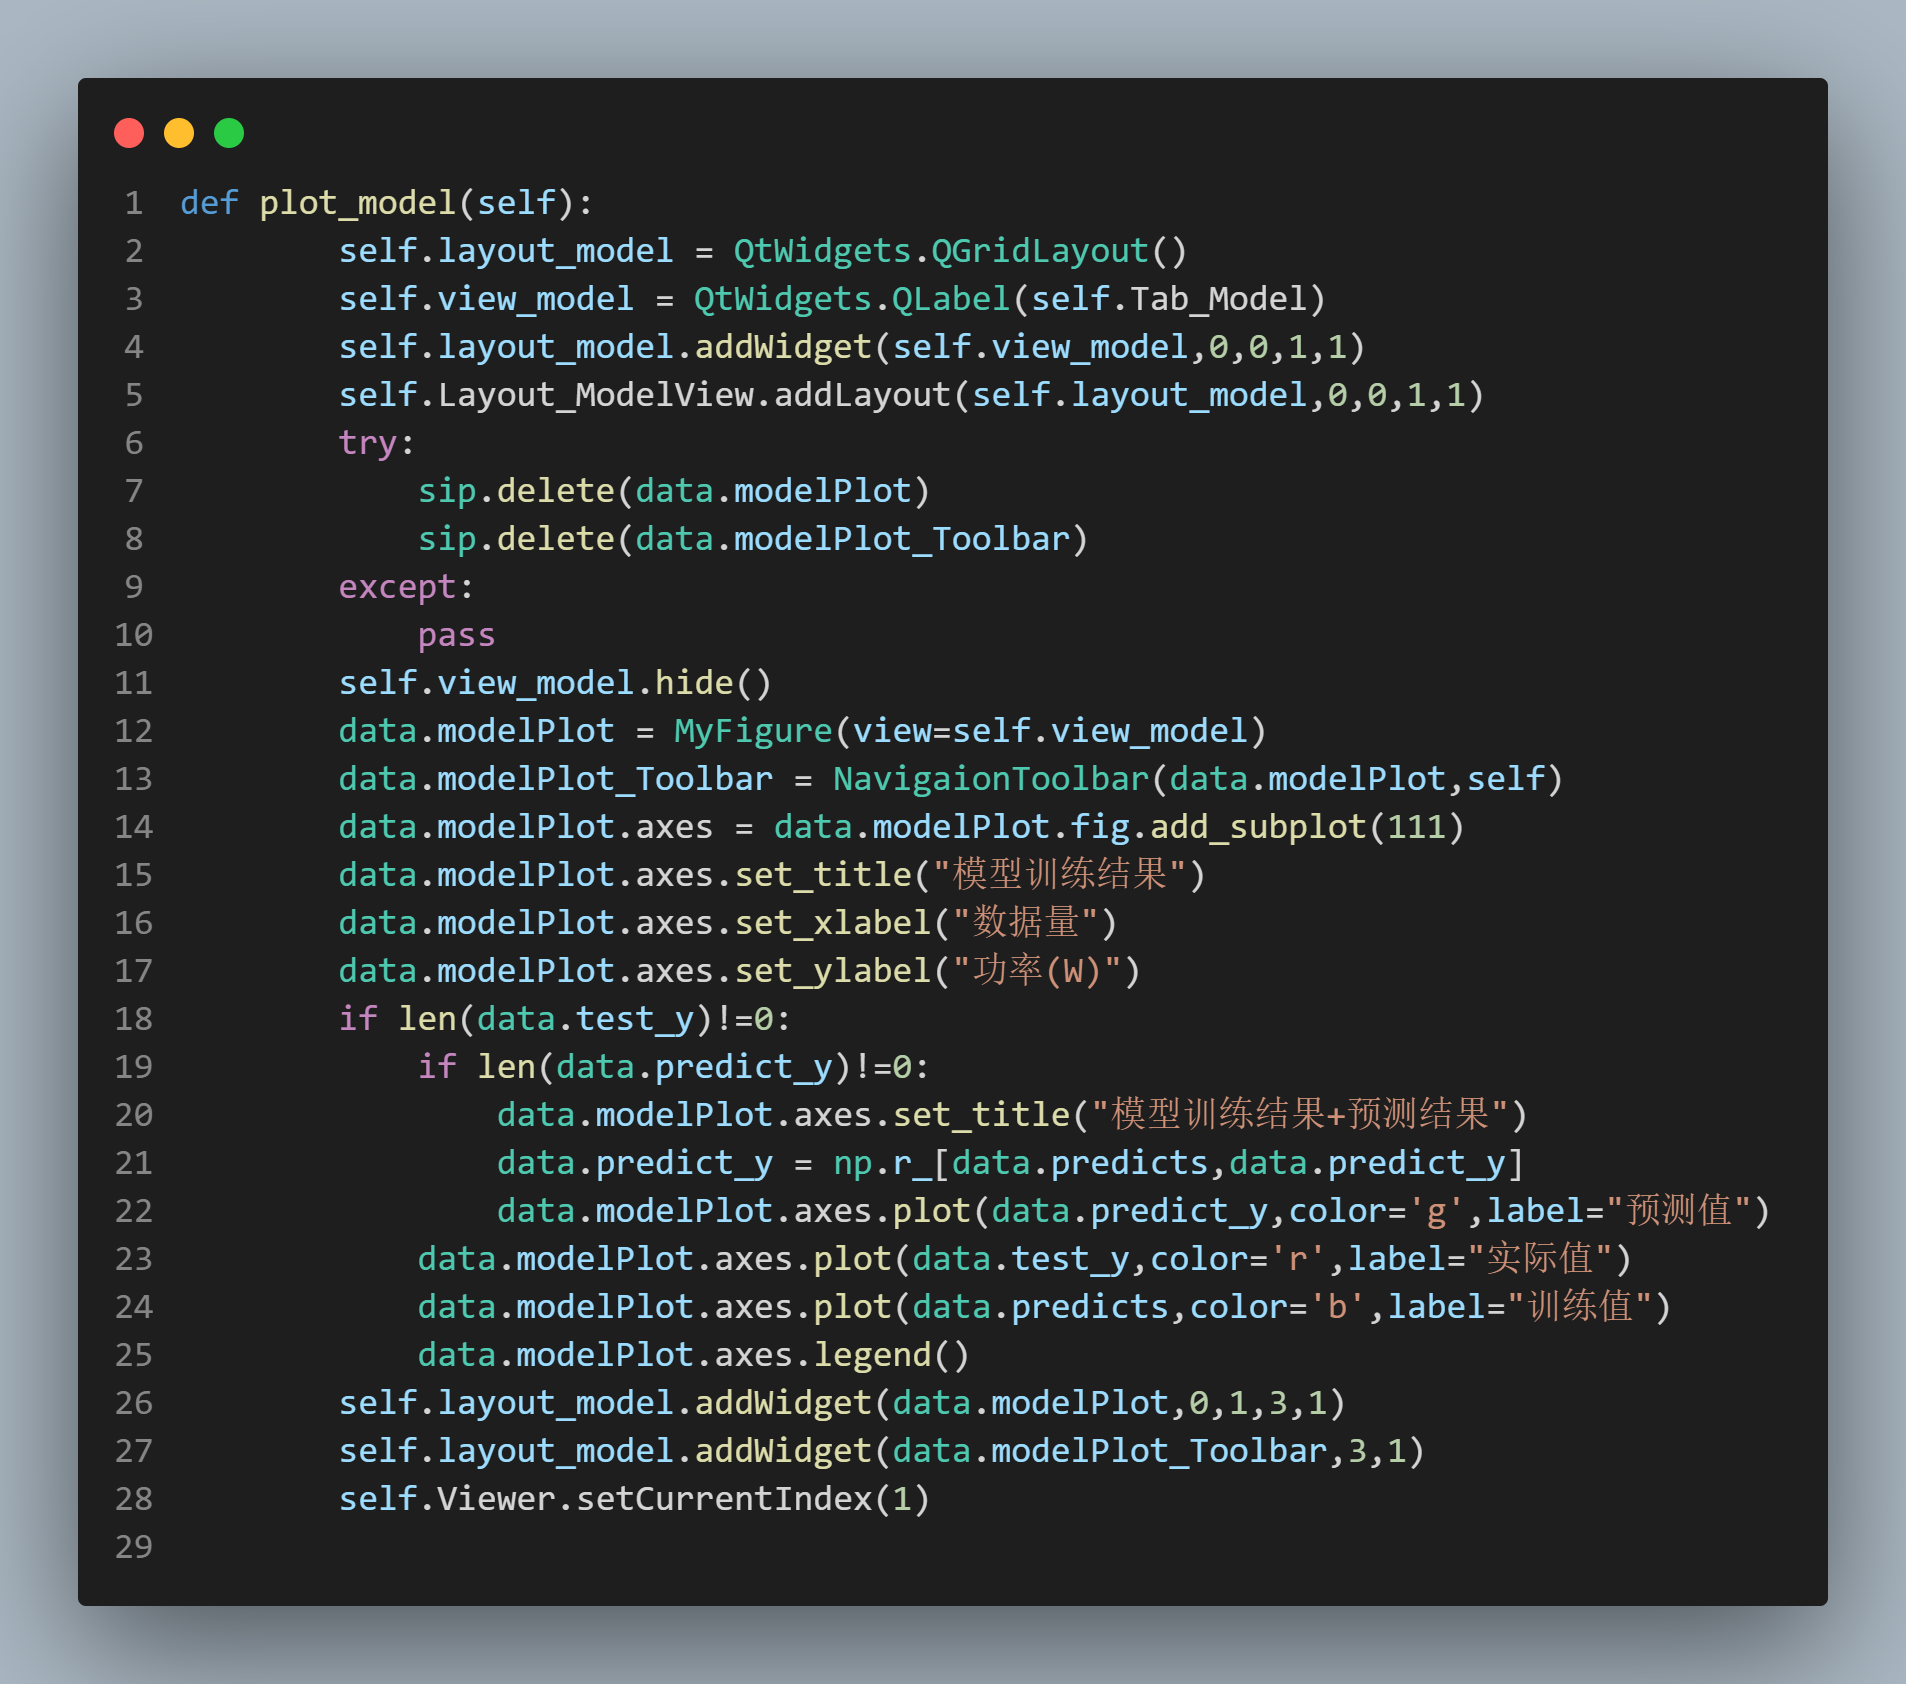 1 def plot_model(self):
2         self.layout_model = QtWidgets.QGridLayout()
3         self.view_model = QtWidgets.QLabel(self.Tab_Model)
4         self.layout_model.addWidget(self.view_model,0,0,1,1)
5         self.Layout_ModelView.addLayout(self.layout_model,0,0,1,1)
6         try:
7             sip.delete(data.modelPlot)
8             sip.delete(data.modelPlot_Toolbar)
9         except:
10             pass
11         self.view_model.hide()
12         data.modelPlot = MyFigure(view=self.view_model)
13         data.modelPlot_Toolbar = NavigaionToolbar(data.modelPlot,self)
14         data.modelPlot.axes = data.modelPlot.fig.add_subplot(111)
15         data.modelPlot.axes.set_title("模型训练结果")
16         data.modelPlot.axes.set_xlabel("数据量")
17         data.modelPlot.axes.set_ylabel("功率(W)")
18         if len(data.test_y)!=0:
19             if len(data.predict_y)!=0:
20                 data.modelPlot.axes.set_title("模型训练结果+预测结果")
21                 data.predict_y = np.r_[data.predicts,data.predict_y]
22                 data.modelPlot.axes.plot(data.predict_y,color='g',label="预测值")
23             data.modelPlot.axes.plot(data.test_y,color='r',label="实际值")
24             data.modelPlot.axes.plot(data.predicts,color='b',label="训练值")
25             data.modelPlot.axes.legend()
26         self.layout_model.addWidget(data.modelPlot,0,1,3,1)
27         self.layout_model.addWidget(data.modelPlot_Toolbar,3,1)
28         self.Viewer.setCurrentIndex(1)
29